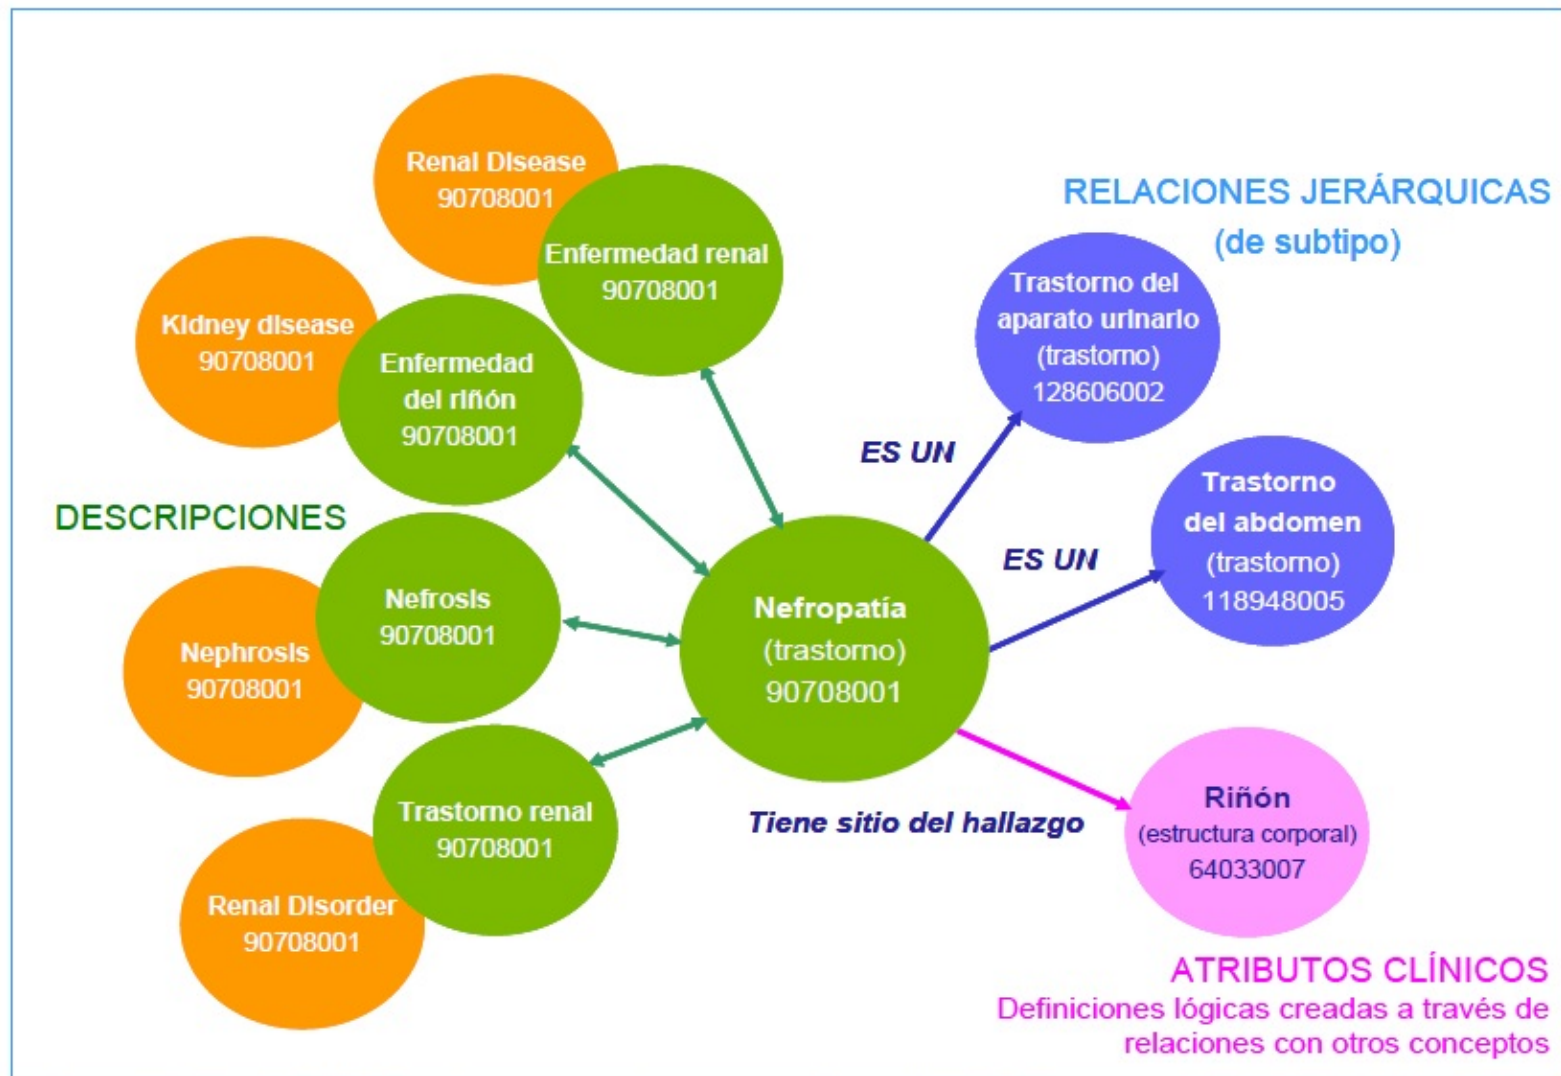 RELACIONES JERÁRQUICAS
(de subtipo)
Renal Disease
90708001
Enfermedad renal
90708001
Kidney disease
90708001
Enfermedad
del riñón
90708001
DESCRIPCIONES
Nefrosis
90708001
Nephrosis
90708001
Trastorno renal
90708001
Renal Disorder
90708001
Nefropatía
(trastorno)
90708001
ES UN
Trastorno del
aparato urinario
(trastorno)
128606002
ES UN
Trastorno
del abdomen
(trastorno)
118948005
Tiene sitio del hallazgo
Riñón
(estructura corporal)
64033007
ATRIBUTOS CLÍNICOS
Definiciones lógicas creadas a través de
relaciones con otros conceptos